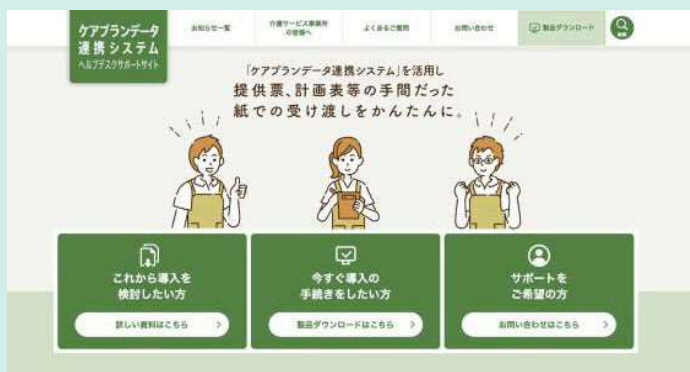 ケアプランデータ
連携システム
ヘルプデスクサポートサイト
お知らせ一覧
介護サービス事業所
の皆様へ
よくあるご質問
お問い合わせ
製品ダウンロード
検索
「ケアプランデータ連携システム」を活用し
提供票、計画表等の手間だった
紙での受け渡しをかんたんに。
これから導入を
検討したい方
詳しい資料はこちら
今すぐ導入の
手続きをしたい方
製品ダウンロードはこちら
サポートを
ご希望の方
お問い合わせはこちら